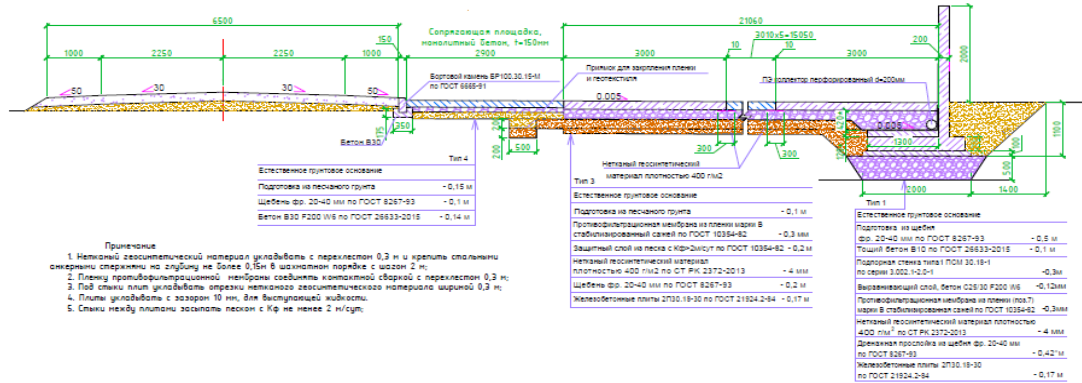 6500
21060
150
Сопрягающая площадка,
монолитный бетон, t=150мм
3010x5=15050
200
1000
2250
2250
1000
2900
3000
10
10
3000
2000
Бортовой камень БР100.30.15-М
по ГОСТ 6665-91
Приямок для закрпления пленки
и геотекстиля
ПЭ коллектор перфорированный d=200мм
50
30
30
50
0.005
0.005
175
350
Бетон В30
200
500
300
300
1300
100
1100
500
2000
1400
Нетканый геосинтетический
материал плотностью 400 г/м2
Тип 4
Естественное грунтовое основание
Подготовка из песчаного грунта - 0,15 м
Щебень фр. 20-40 мм по ГОСТ 8267-93 - 0,1 м
Бетон В30 F200 W6 по ГОСТ 26633-2015 - 0,14 м
Тип 3
Естественное грунтовое основание
Подготовка из песчаного грунта - 0,1 м
Противофильтрационная мембрана из пленки марки В
стабилизированный сажей по ГОСТ 10354-82 - 0,3 мм
Защитный слой из песка с Кф>2м/сут по ГОСТ 10354-82 - 0,2 м
Нетканый геосинтетический материал
плотностью 400 г/м2 по СТ РК 2372-2013 - 4 мм
Щебень фр. 20-40 мм по ГОСТ 8267-93 - 0,2 м
Железобетонные плиты 2П30.18-30 по ГОСТ 21924.2-84 - 0,17 м
Тип 1
Естественное грунтовое основание
Подготовка из щебня
фр. 20-40 мм по ГОСТ 8267-93 - 0,5 м
Тощий бетон В10 по ГОСТ 26633-2015 - 0,1 м
Подпорная стенка типа1 ПСМ 30.18-1
по серии 3.002.1-2.0-1 -0,3м
Выравнивающий слой, бетон С25/30 F200 W6 -0,12мм
Противофильтрационная мембрана из пленки (поз.7)
марки В стабилизированная сажей по ГОСТ 10354-82 -0,3мм
Нетканый геосинтетический материал плотностью
400 г/м² по СТ РК 2372-2013 - 4 мм
Дренажная прослойка из щебня фр. 20-40 мм
по ГОСТ 8267-93 - 0,42*м
Железобетонные плиты 2П30.18-30
по ГОСТ 21924.2-84 - 0,17 м
Примечание
1. Нетканый геосинтетический материал укладывать с перехлестом 0,3 м и крепить стальными
анкерными стержнями на глубину не более 0,15м в шахматном порядке с шагом 2 м;
2. Пленку противофильтрационной мембраны соединять контактной сваркой с перехлестом 0,3 м;
3. Под стыки плит укладывать отрезки нетканого геосинтетического материала шириной 0,3 м;
4. Плиты укладывать с зазором 10 мм, для выступающей жидкости.
5. Стыки между плитами засыпать песком с Кф не менее 2 м/сут;